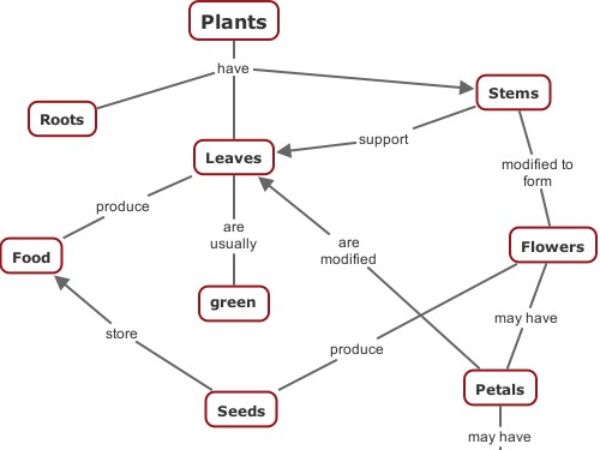 Plants
have
Roots
Stems
support
Leaves
modified to
form
produce
are
usually
are
modified
Flowers
Food
green
may have
store
produce
Petals
Seeds
may have